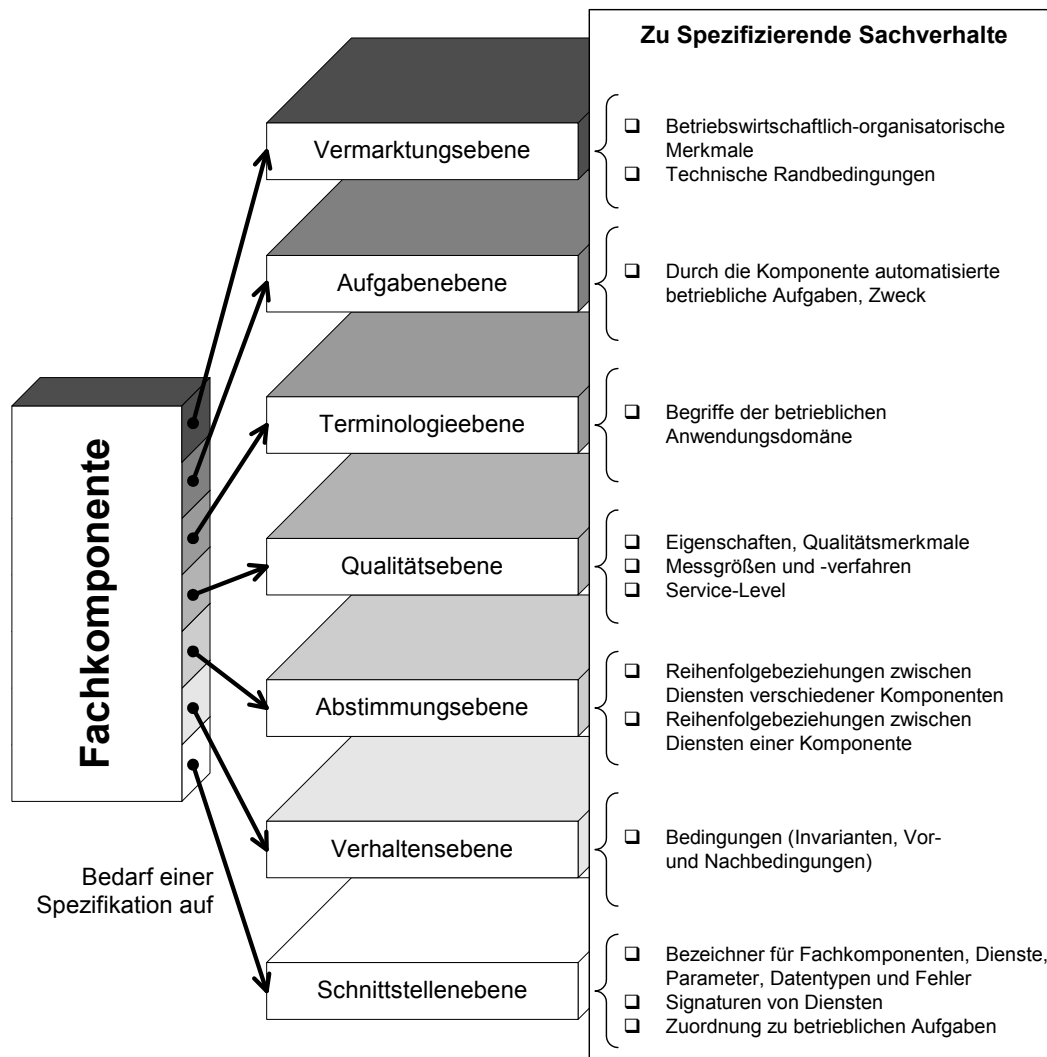 Zu Spezifizierende Sachverhalte
Vermarktungsebene
❑ Betriebswirtschaftlich-organisatorische
Merkmale
❑ Technische Randbedingungen
Aufgabenebene
❑ Durch die Komponente automatisierte
betriebliche Aufgaben, Zweck
Terminologieebene
❑ Begriffe der betrieblichen
Anwendungsdomäne
Fachkomponente
Qualitätsebene
❑ Eigenschaften, Qualitätsmerkmale
❑ Messgrößen und -verfahren
❑ Service-Level
Abstimmungsebene
❑ Reihenfolgebeziehungen zwischen
Diensten verschiedener Komponenten
❑ Reihenfolgebeziehungen zwischen
Diensten einer Komponente
Verhaltensebene
❑ Bedingungen (Invarianten, Vor-
und Nachbedingungen)
Bedarf einer
Spezifikation auf
Schnittstellenebene
❑ Bezeichner für Fachkomponenten, Dienste,
Parameter, Datentypen und Fehler
❑ Signaturen von Diensten
❑ Zuordnung zu betrieblichen Aufgaben